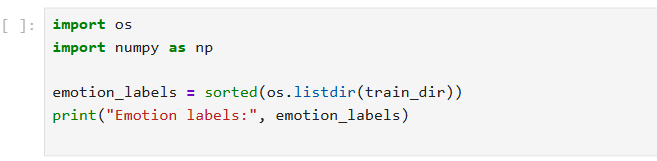 [ ]:
import os
import numpy as np
emotion_labels = sorted(os.listdir(train_dir))
print("Emotion labels:", emotion_labels)